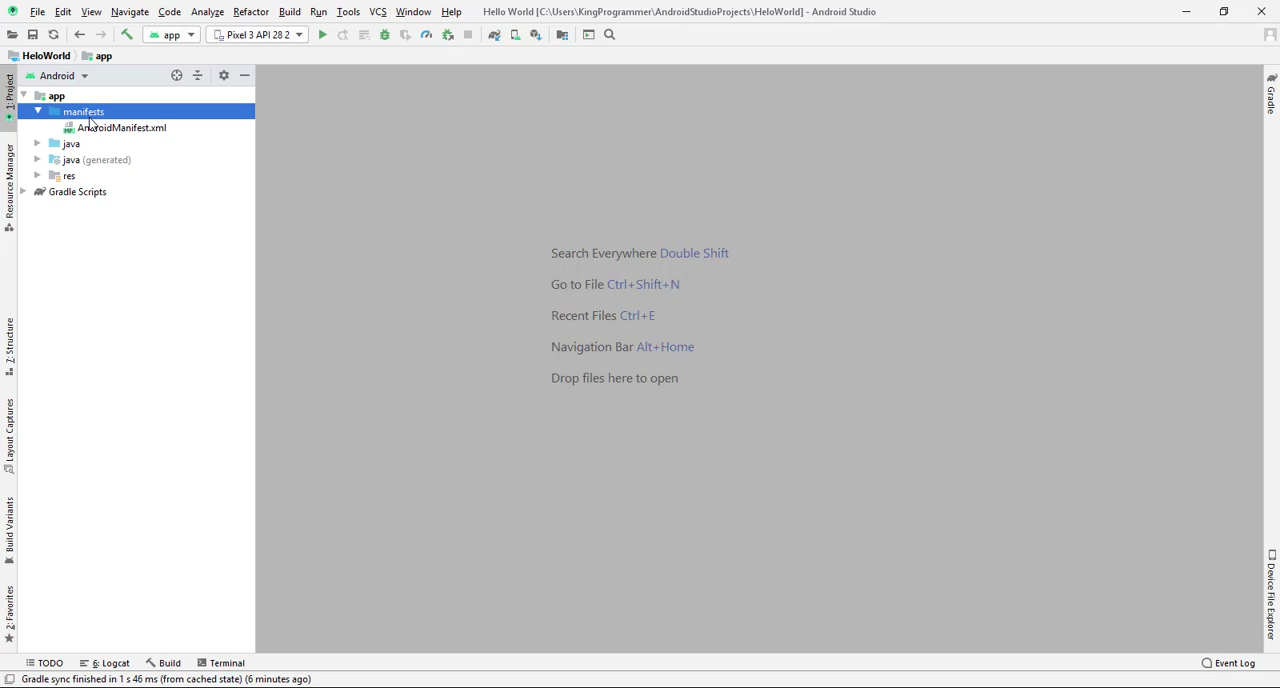 File Edit View Navigate Code Analyze Refactor Build Run Tools VCS Window Help Hello World [C:\Users\KingProgrammer\AndroidStudioProjects\HeloWorld] - Android Studio
app Pixel 3 API 28 2
HeloWorld app
Android
app
manifests
AndroidManifest.xml
java
java (generated)
res
Gradle Scripts
1: Project
Resource Manager
Z: Structure
Layout Captures
Build Variants
2: Favorites
Search Everywhere Double Shift
Go to File Ctrl+Shift+N
Recent Files Ctrl+E
Navigation Bar Alt+Home
Drop files here to open
Gradle
Device File Explorer
TODO 6: Logcat Build Terminal Event Log
Gradle sync finished in 1 s 46 ms (from cached state) (6 minutes ago)